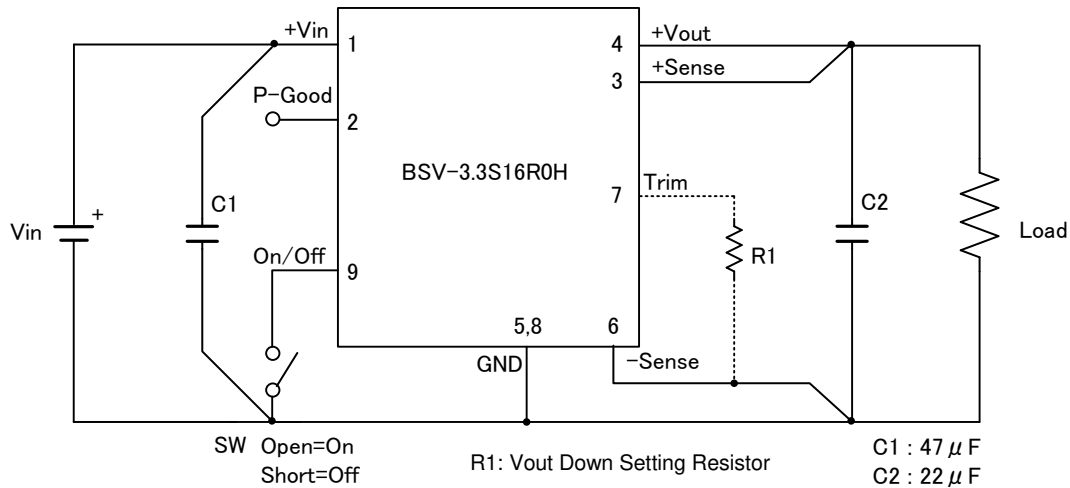 +Vin
1
4
+Vout
3
+Sense
P-Good
2
BSV-3.3S16R0H
7
Trim
C1
C2
Vin
+
Load
On/Off
9
R1
5,8
6
GND
-Sense
SW Open=On
Short=Off
R1: Vout Down Setting Resistor
C1 : 47 μF
C2 : 22 μF